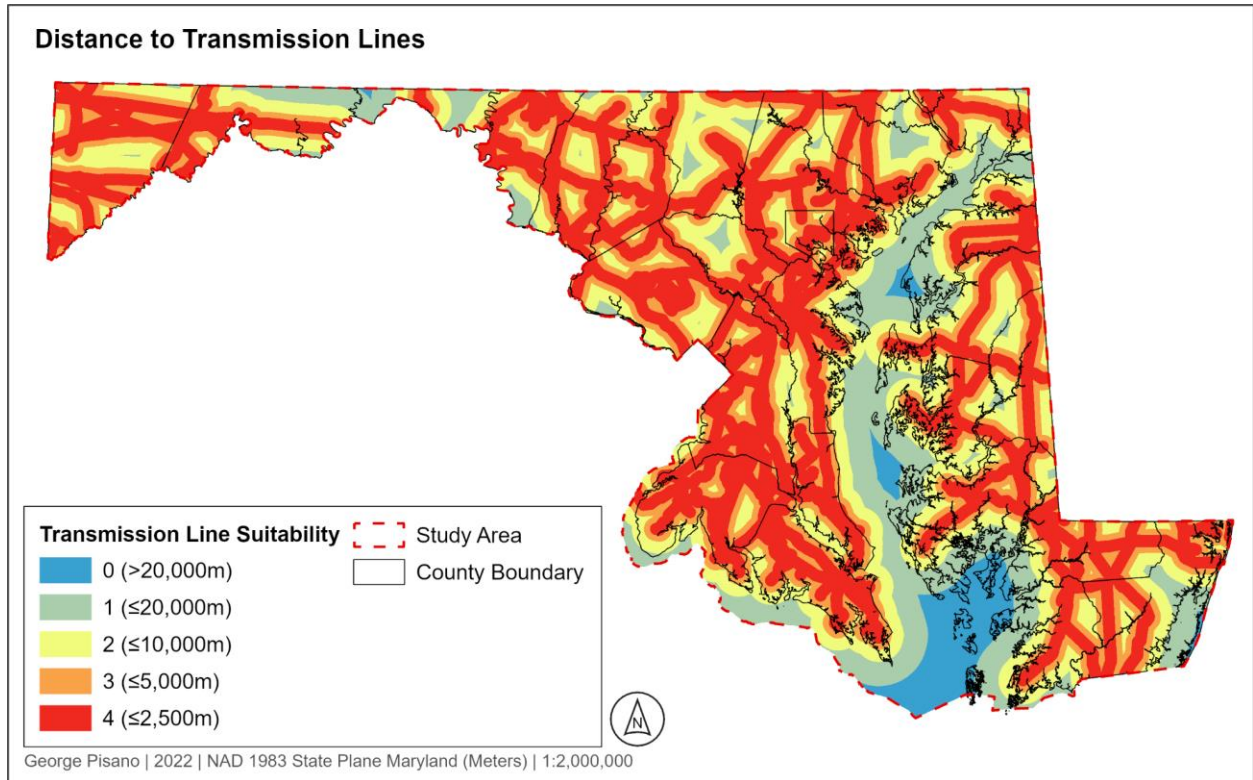 Distance to Transmission Lines
Transmission Line Suitability
0 (>20,000m)
1 (≤20,000m)
2 (≤10,000m)
3 (≤5,000m)
4 (≤2,500m)
Study Area
County Boundary
N
George Pisano | 2022 | NAD 1983 State Plane Maryland (Meters) | 1:2,000,000